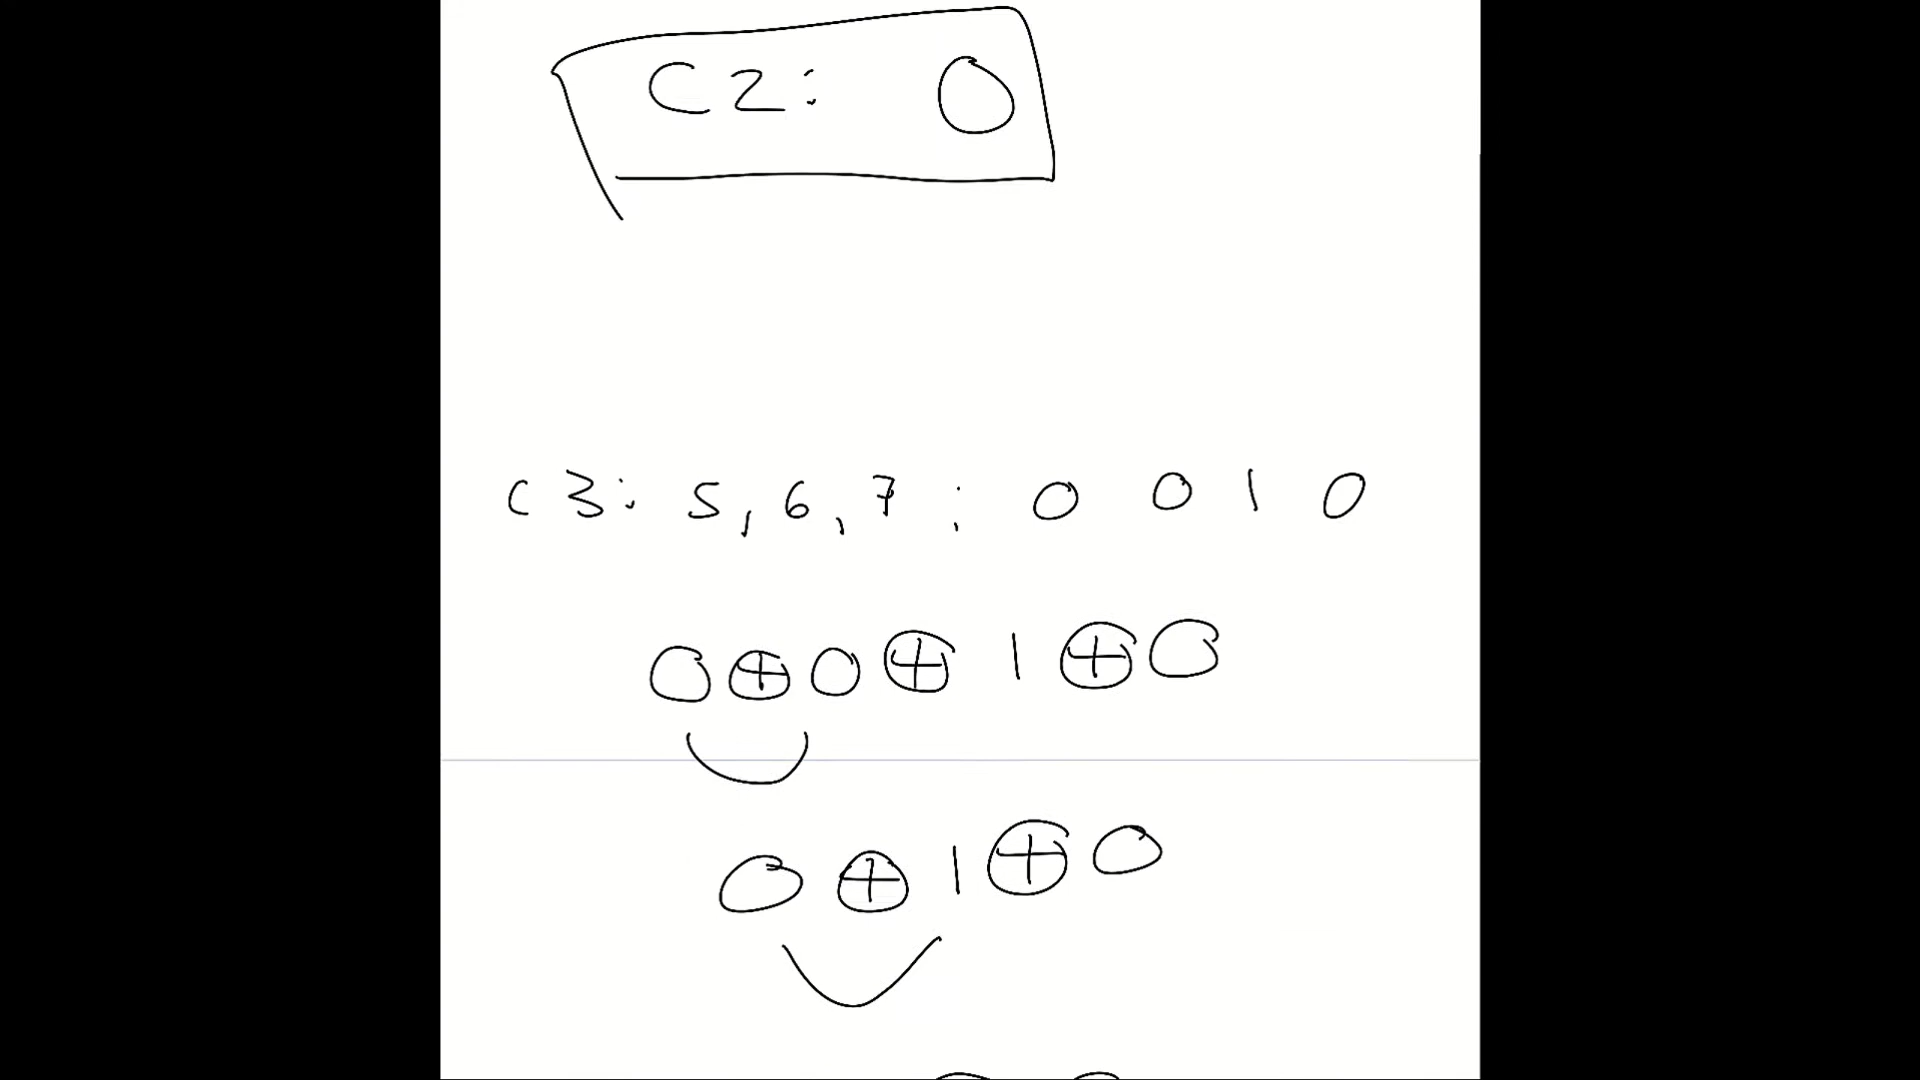 C2: 0
C3: 5, 6, 7 : 0 0 1 0
0 ⊕ 0 ⊕ 1 ⊕ 0
0 ⊕ 1 ⊕ 0